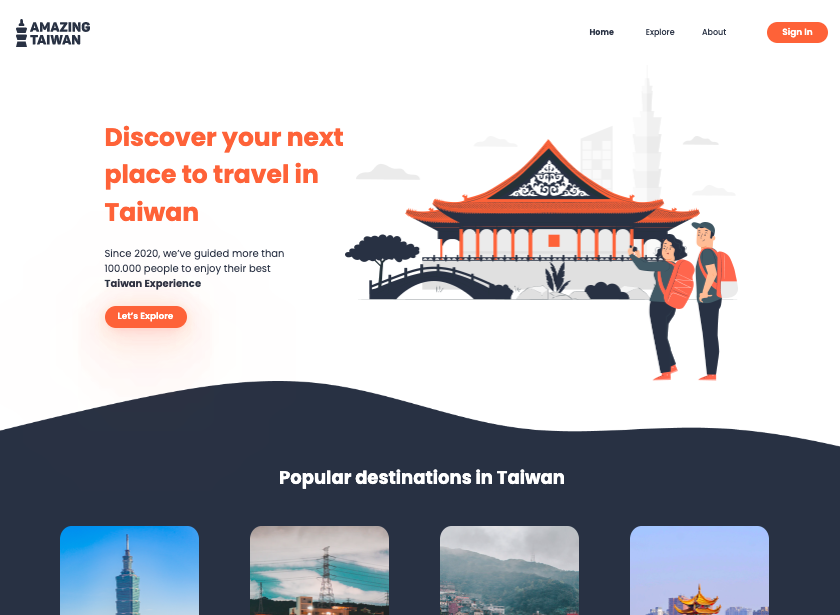 AMAZING
TAIWAN
Home Explore About Sign In
Discover your next
place to travel in
Taiwan
Since 2020, we’ve guided more than
100.000 people to enjoy their best
Taiwan Experience
Let’s Explore
Popular destinations in Taiwan